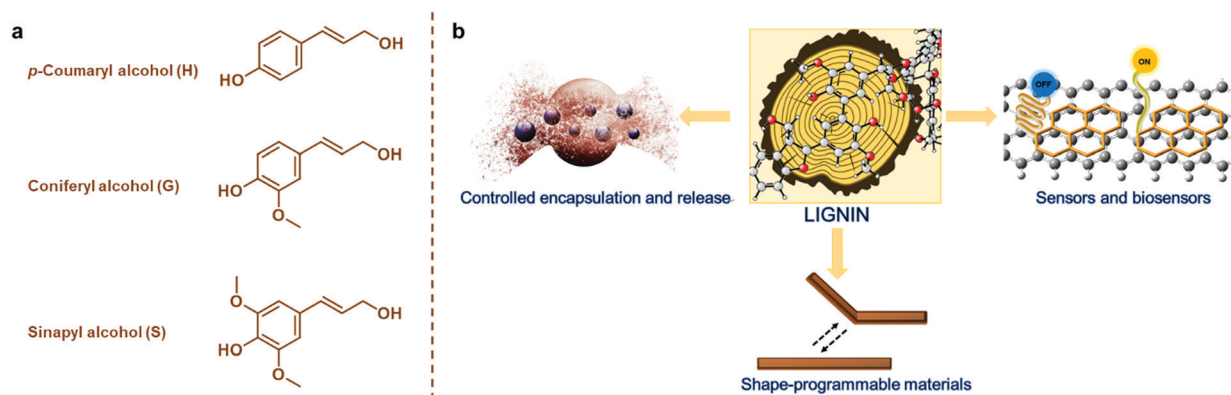 a
p-Coumaryl alcohol (H)
OH
HO
Coniferyl alcohol (G)
OH
HO
O
Sinapyl alcohol (S)
O
OH
HO
O
b
Controlled encapsulation and release
LIGNIN
OFF
ON
Sensors and biosensors
Shape-programmable materials